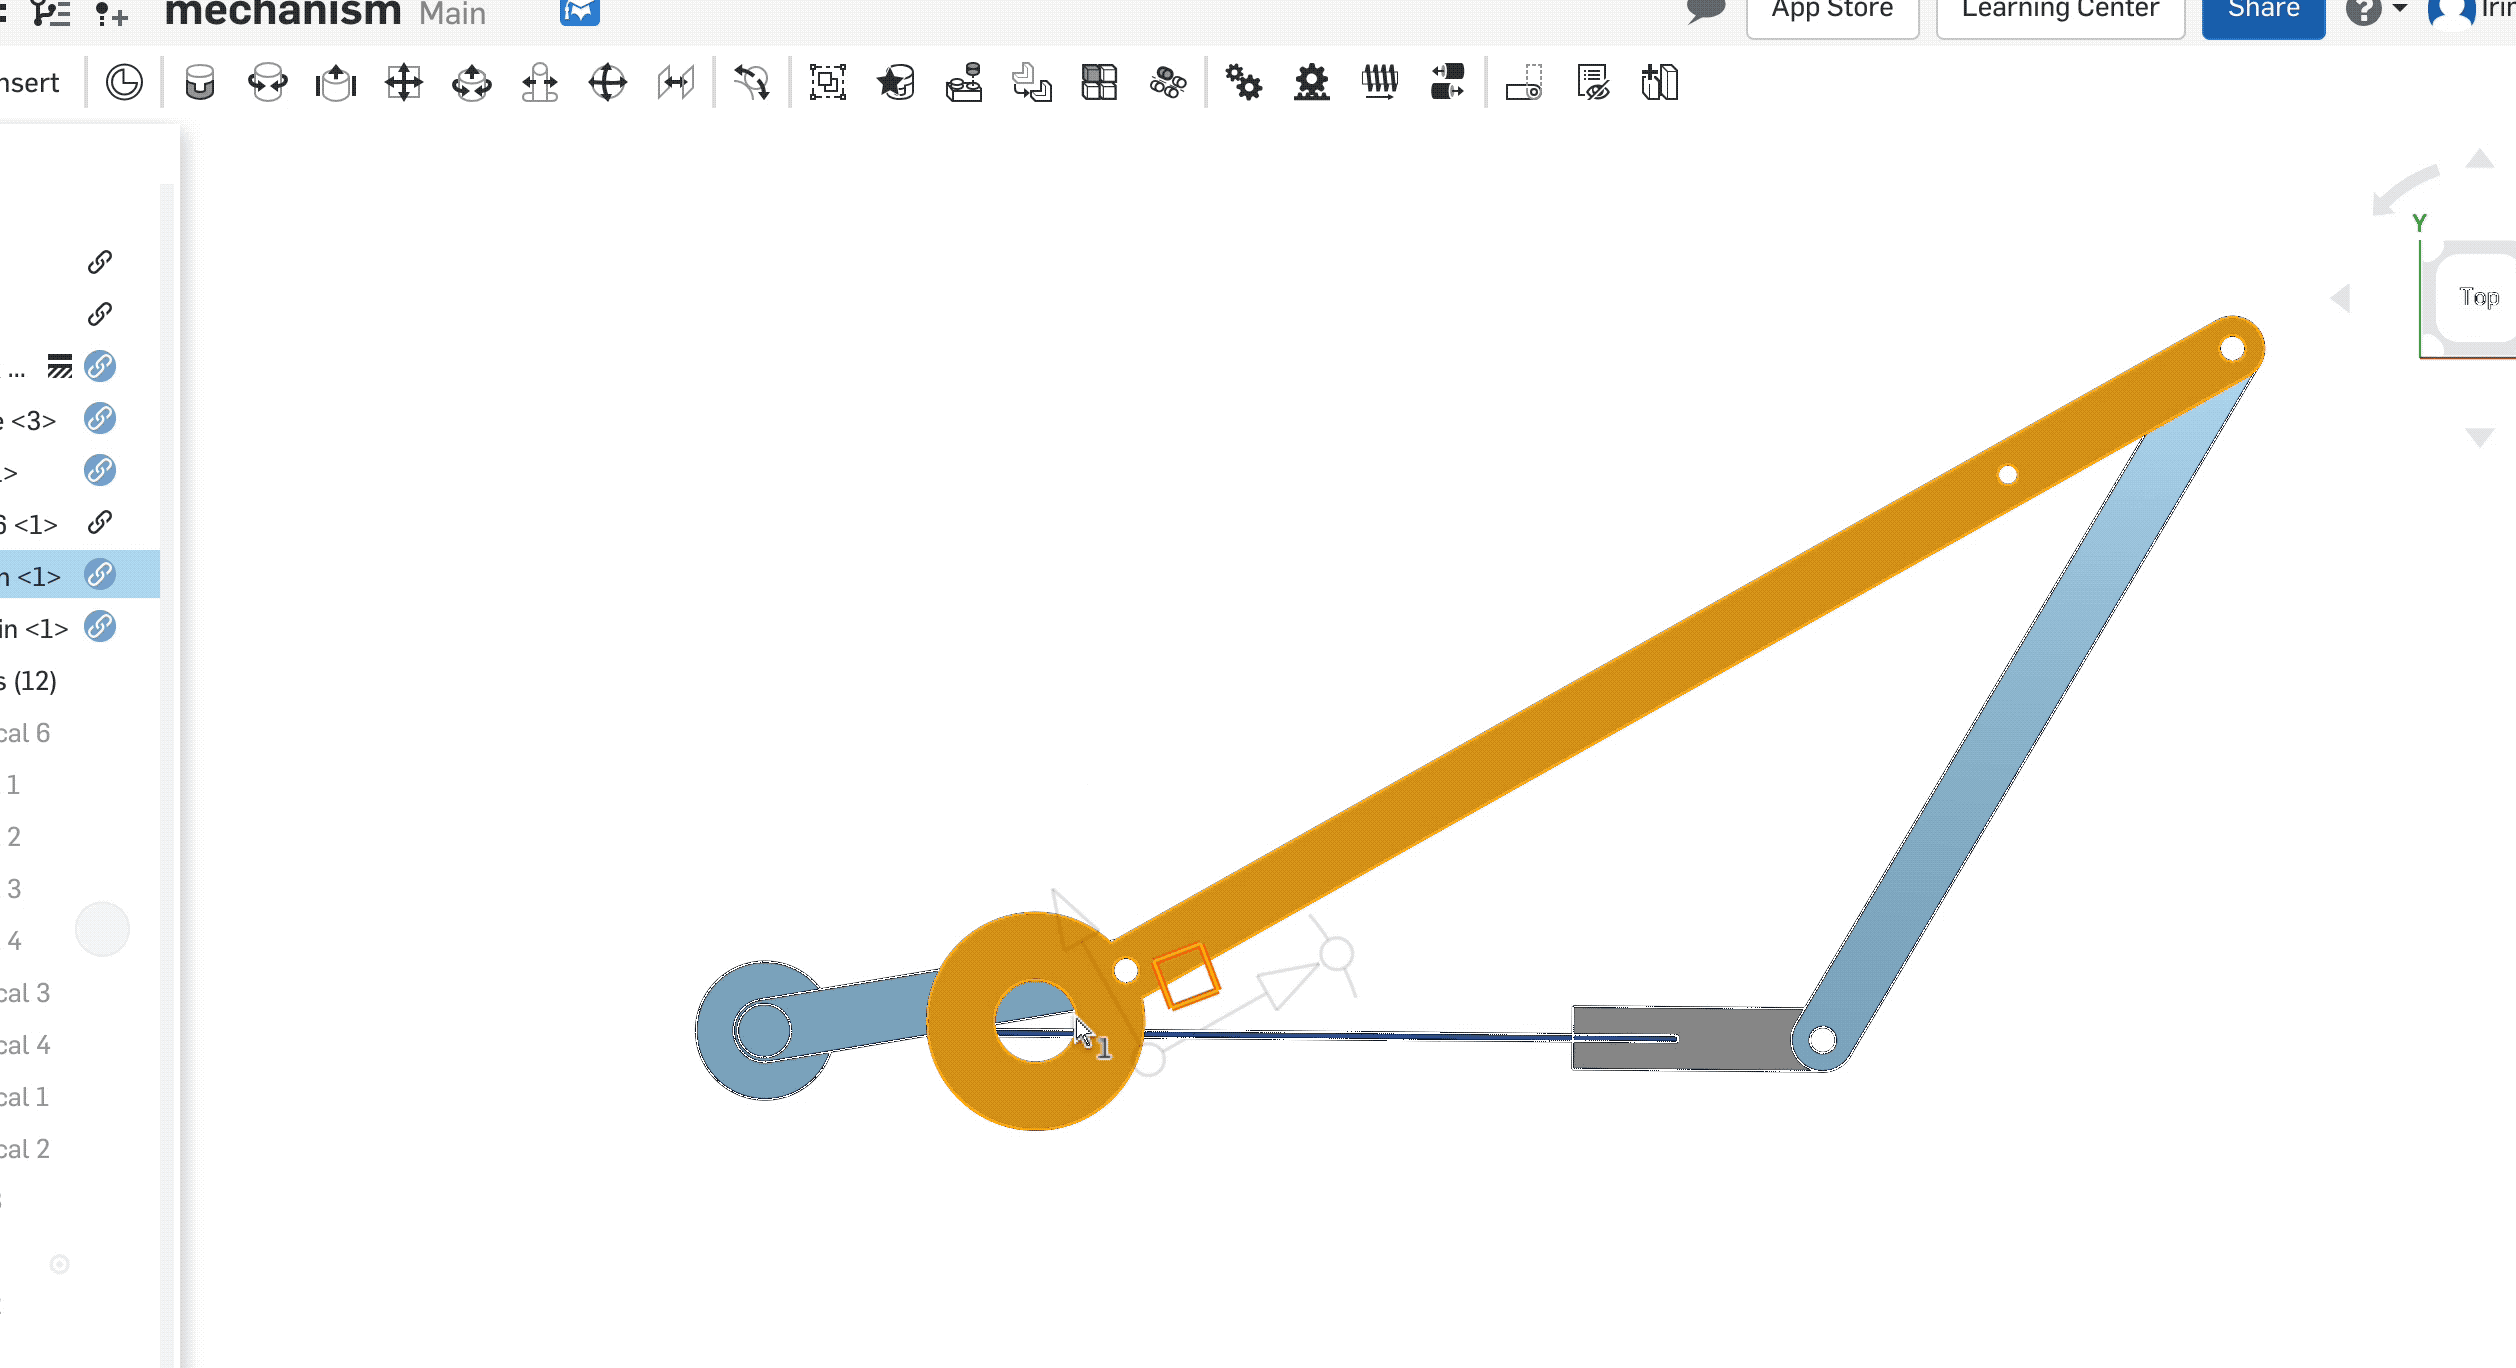 mechanism Main
App Store
Learning Center
Share
?
nsert
Y
Top
...
<3>
>
6 <1>
n <1>
in <1>
s (12)
cal 6
1
2
3
4
cal 3
cal 4
cal 1
cal 2
1